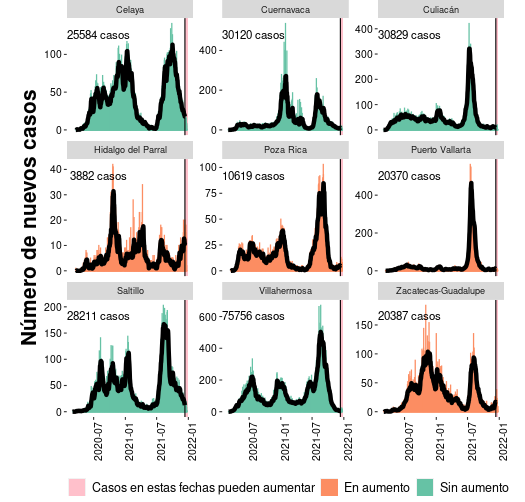 Celaya
Cuernavaca
Culiacán
25584 casos
30120 casos
30829 casos
100
50
0
400
200
0
400
300
200
100
0
Hidalgo del Parral
Poza Rica
Puerto Vallarta
3882 casos
10619 casos
20370 casos
40
30
20
10
0
100
75
50
25
0
400
200
0
Saltillo
Villahermosa
Zacatecas-Guadalupe
28211 casos
75756 casos
20387 casos
200
150
100
50
0
600
400
200
0
150
100
50
0
2020-07
2021-01
2021-07
2022-01
2020-07
2021-01
2021-07
2022-01
2020-07
2021-01
2021-07
2022-01
Número de nuevos casos
Casos en estas fechas pueden aumentar
En aumento
Sin aumento